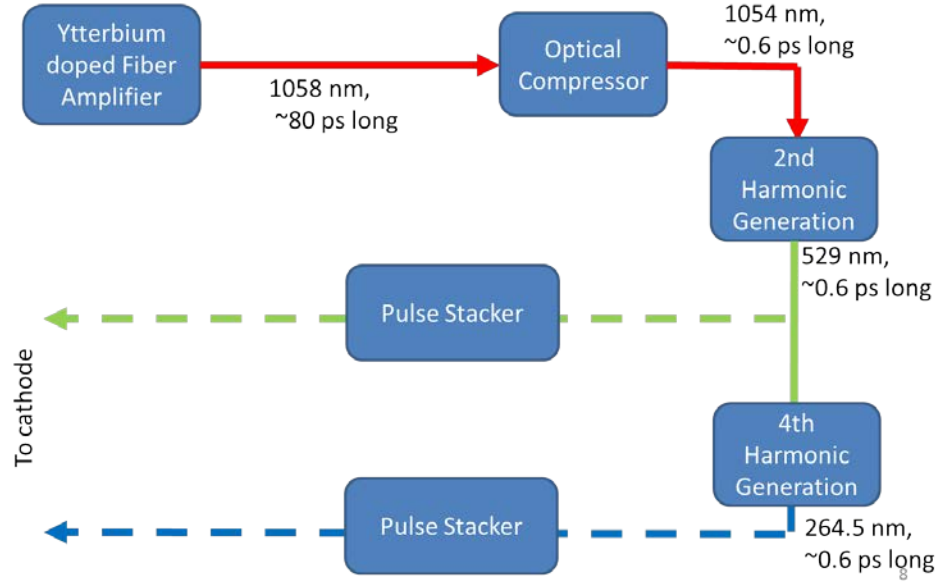 Ytterbium
doped Fiber
Amplifier
1058 nm,
~80 ps long
Optical
Compressor
1054 nm,
~0.6 ps long
2nd
Harmonic
Generation
529 nm,
~0.6 ps long
Pulse Stacker
To cathode
4th
Harmonic
Generation
Pulse Stacker
264.5 nm,
~0.6 ps long
8